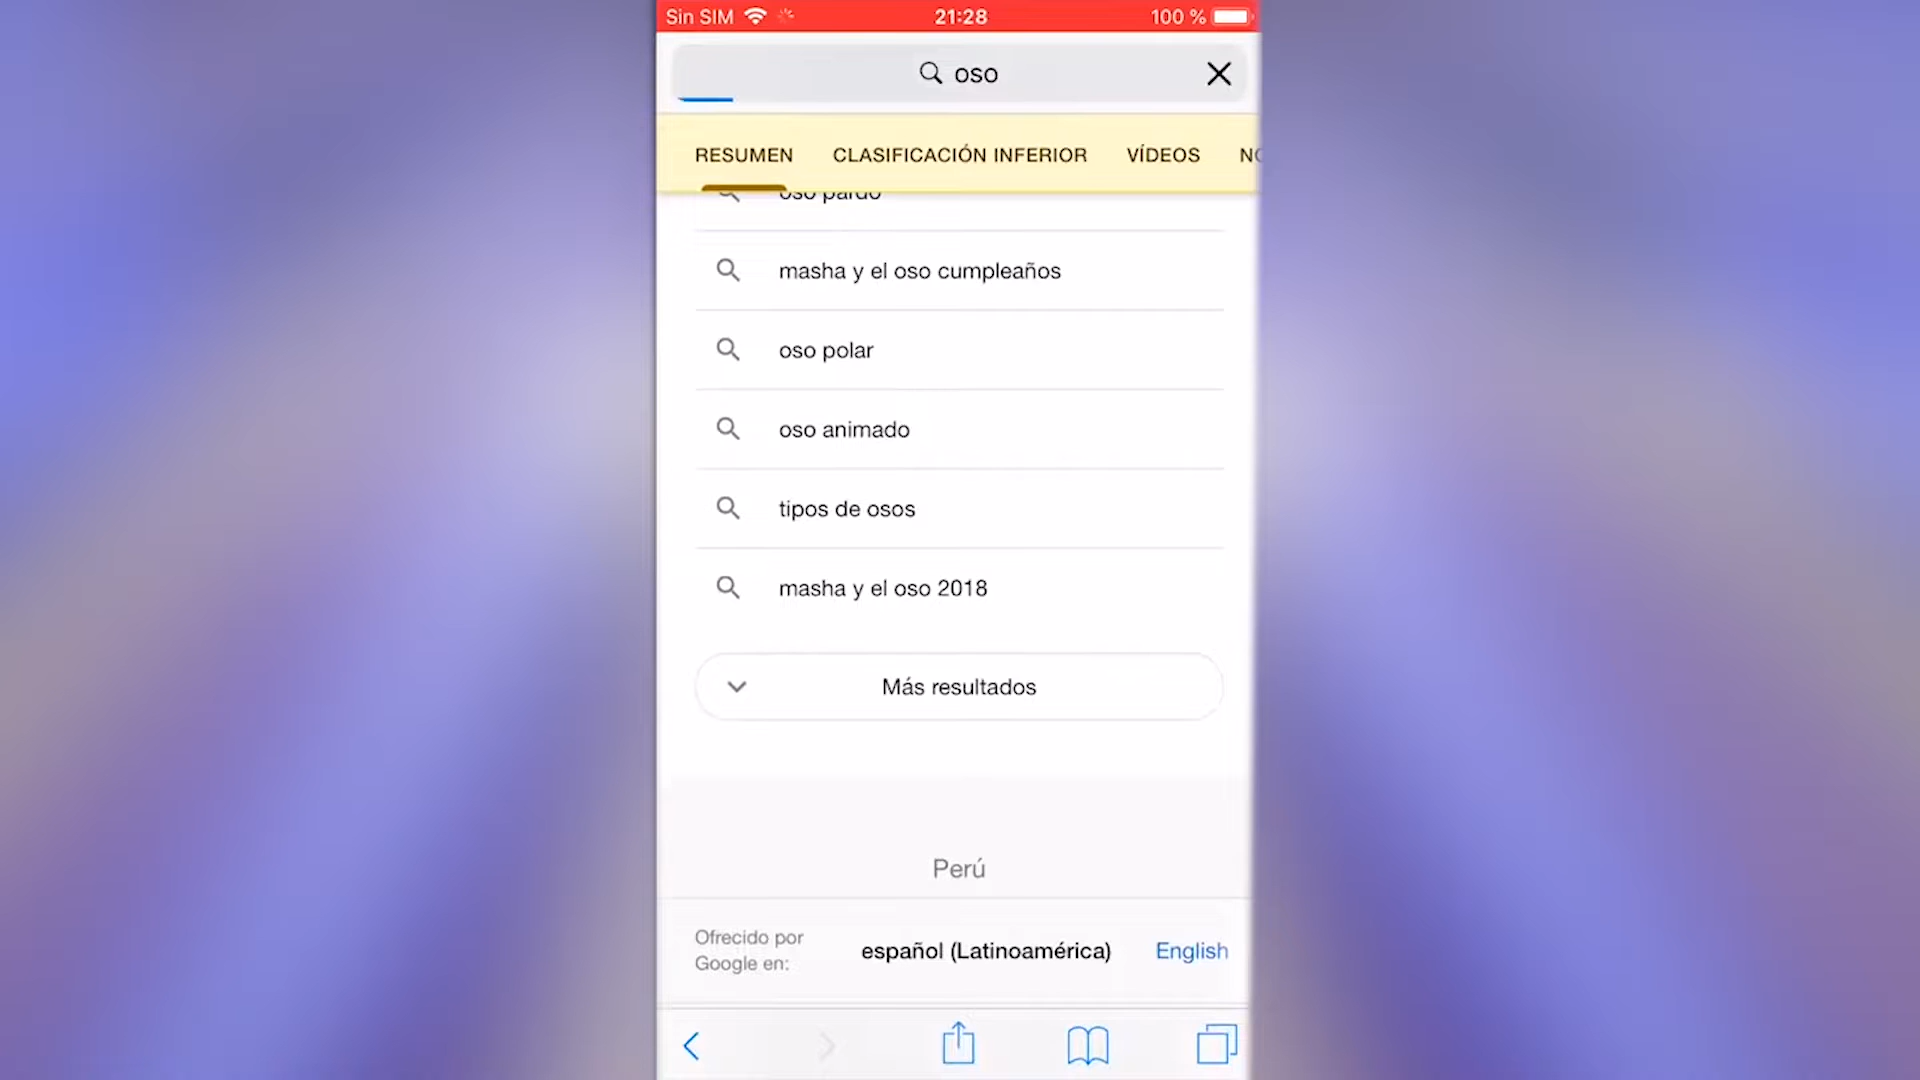 Sin SIM 21:28 100 %
oso
RESUMEN CLASIFICACIÓN INFERIOR VÍDEOS
oso pardo
masha y el oso cumpleaños
oso polar
oso animado
tipos de osos
masha y el oso 2018
Más resultados
Perú
Ofrecido por
Google en:
español (Latinoamérica) English